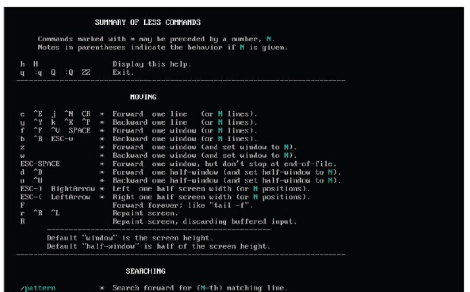 SUMMARY OF LESS COMMANDS
Commands marked with * may be preceded by a number, N.
Notes in parentheses indicate the behavior if N is given.
h H Display this help.
q :q Q :Q ZZ Exit.
MOVING
e ^E j ^N CR * Forward one line (or N lines).
y ^Y k ^K ^P * Backward one line (or N lines).
f ^F ^V SPACE * Forward one window (or N lines).
b ^B ESC-v * Backward one window (or N lines).
z * Forward one window (and set window to N).
w * Backward one window (and set window to N).
ESC-SPACE * Forward one window, but don't stop at end-of-file.
d ^D * Forward one half-window (and set half-window to N).
u ^U * Backward one half-window (and set half-window to N).
ESC-) RightArrow * Left one half screen width (or N positions).
ESC-( LeftArrow * Right one half screen width (or N positions).
F Forward forever; like "tail -f".
r ^R ^L Repaint screen.
R Repaint screen, discarding buffered input.
Default "window" is the screen height.
Default "half-window" is half of the screen height.
SEARCHING
/pattern * Search forward for (N-th) matching line.